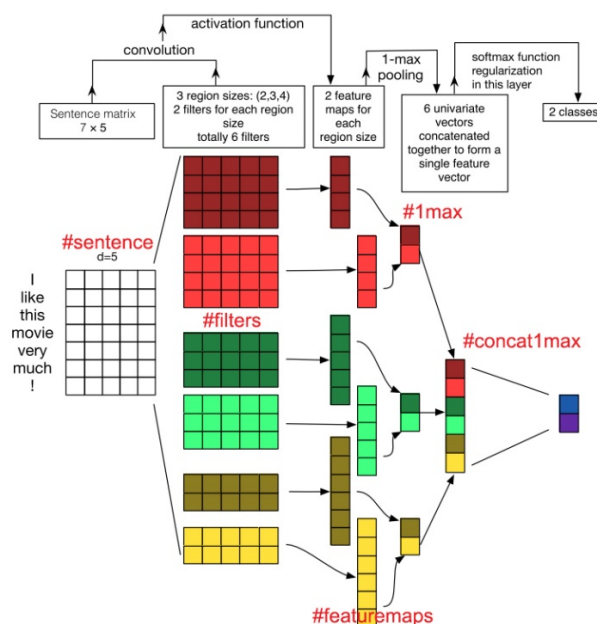 activation function
convolution
1-max
pooling
softmax function
regularization
in this layer
Sentence matrix
7 × 5
3 region sizes: (2,3,4)
2 filters for each region
size
totally 6 filters
2 feature
maps for
each
region size
6 univariate
vectors
concatenated
together to form a
single feature
vector
2 classes
#sentence
d=5
I
like
this
movie
very
much
!
#filters
#1max
#concat1max
#featuremaps